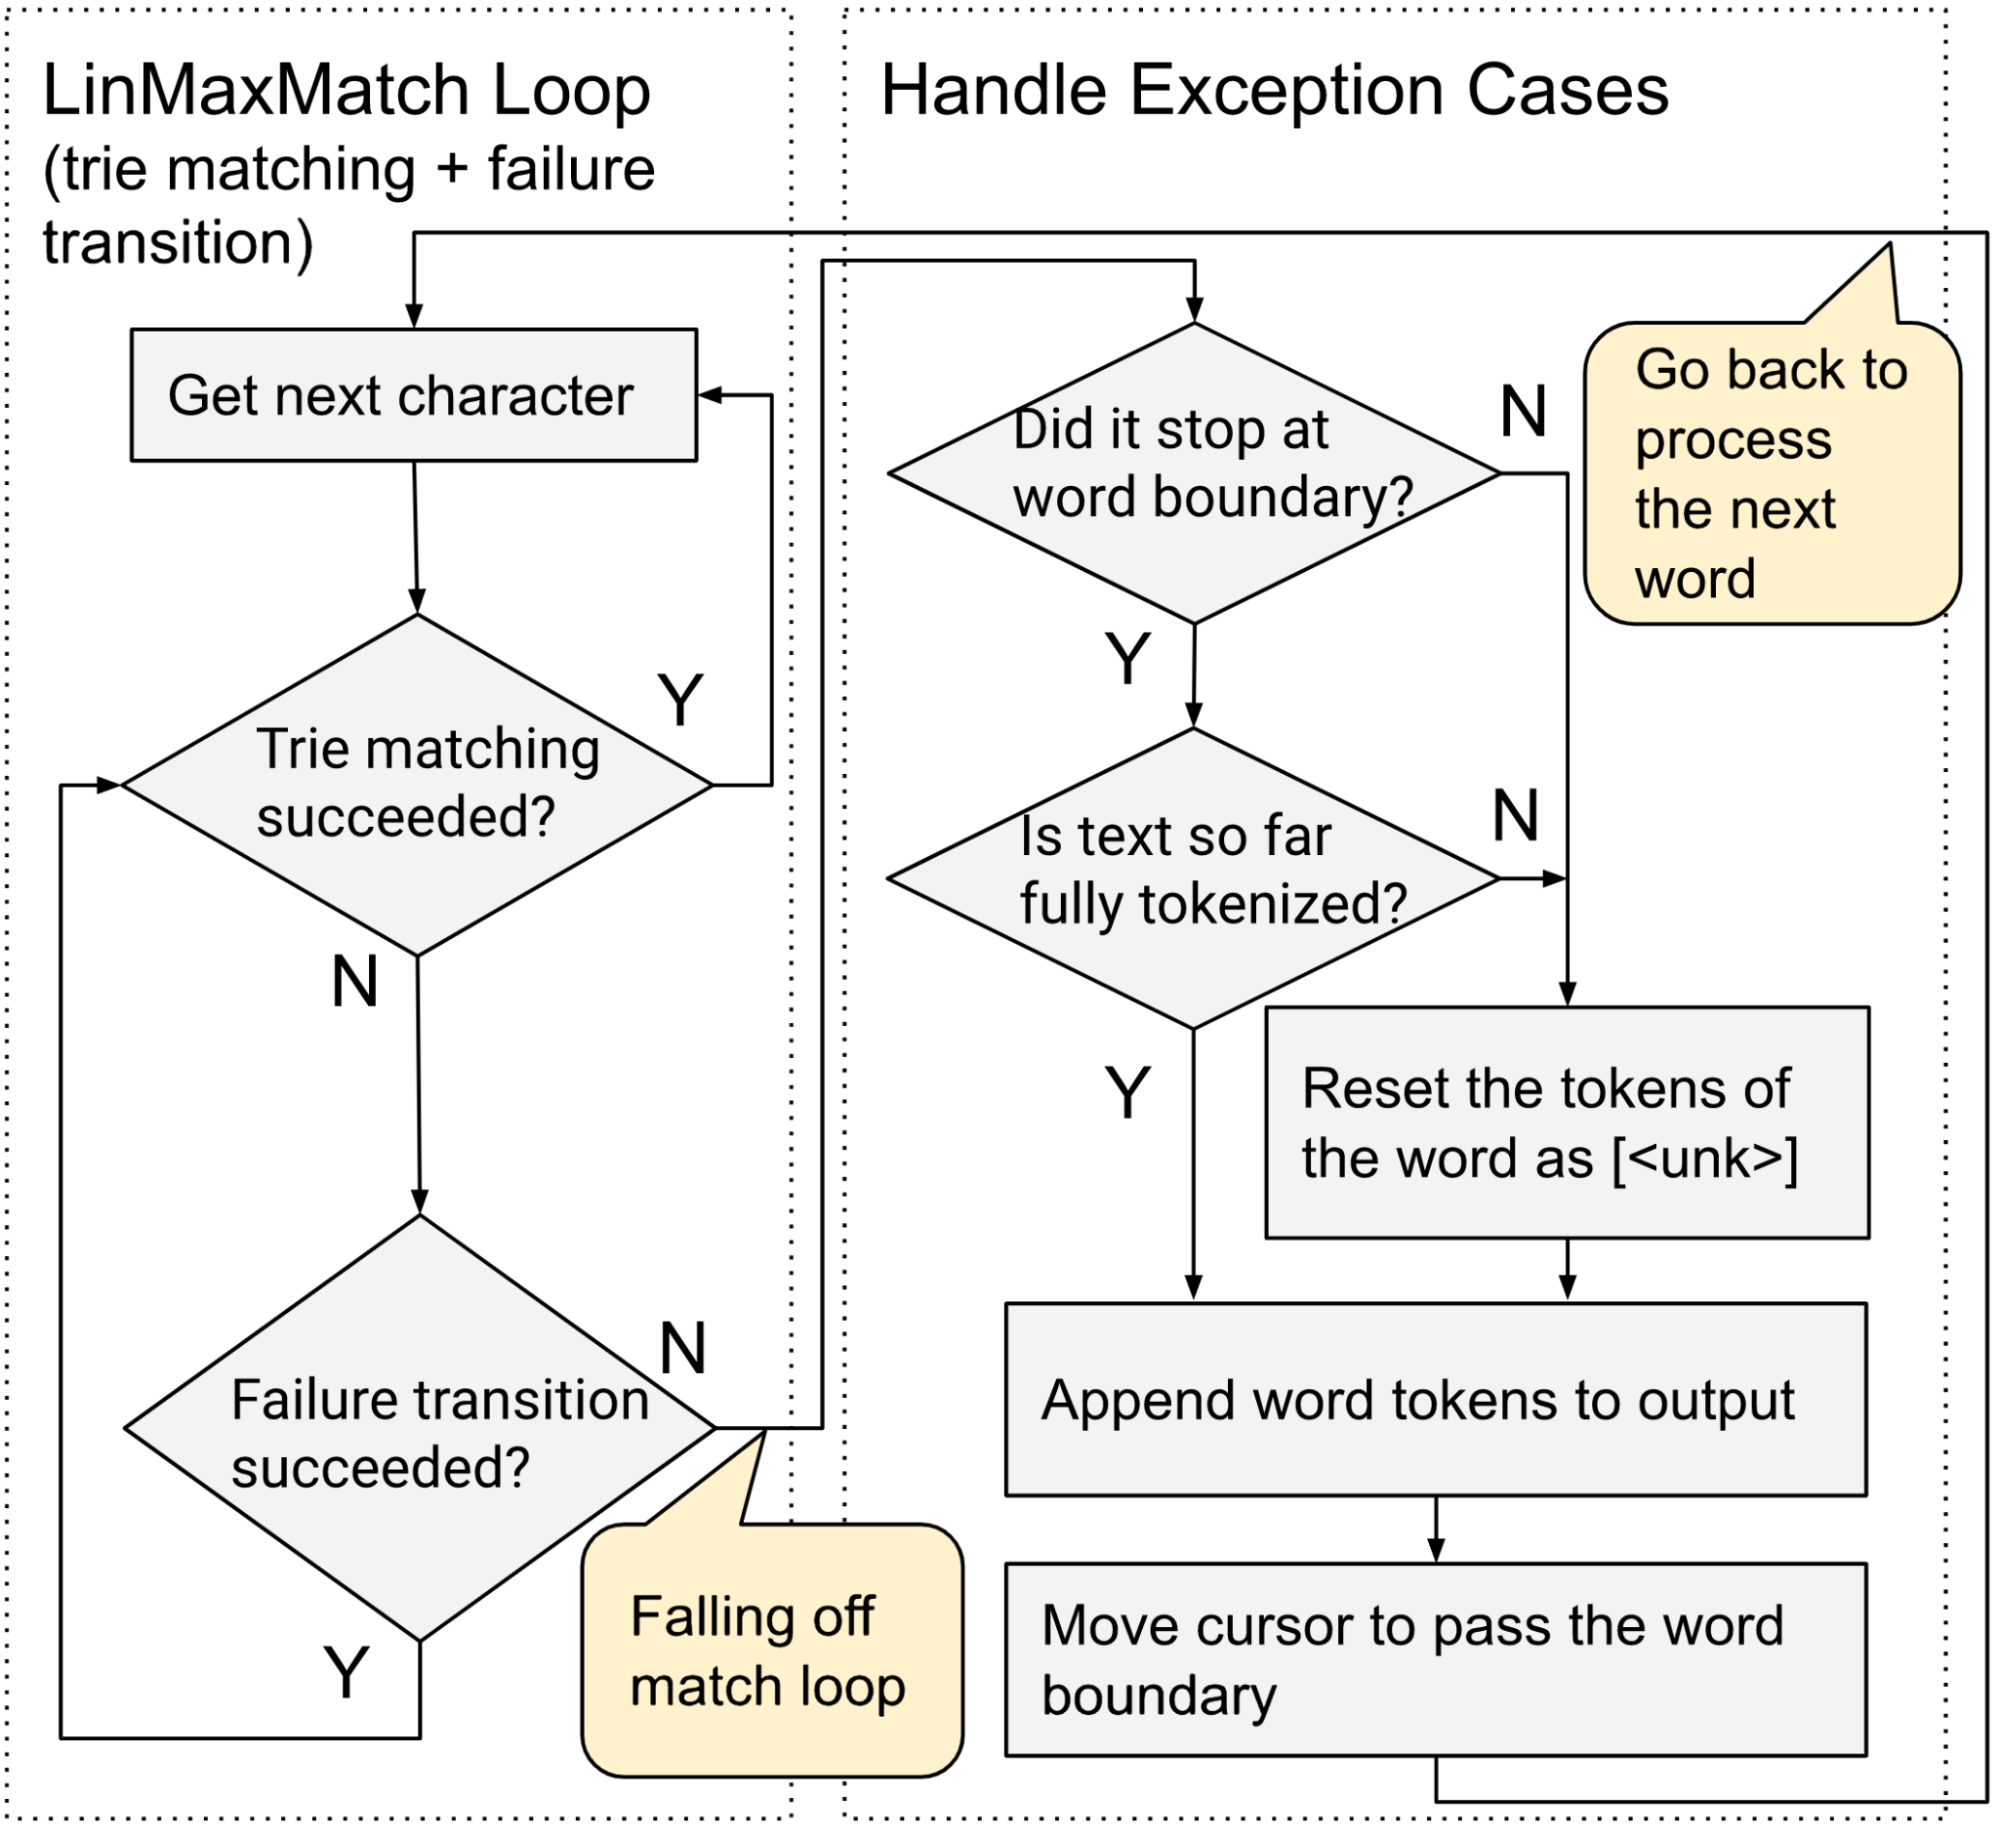 LinMaxMatch Loop
(trie matching + failure
transition)
Get next character
Trie matching
succeeded?
Y
N
Failure transition
succeeded?
N
Y
Falling off
match loop
Handle Exception Cases
Did it stop at
word boundary?
N
Y
Is text so far
fully tokenized?
N
Y
Reset the tokens of
the word as [<unk>]
Append word tokens to output
Move cursor to pass the word
boundary
Go back to
process
the next
word